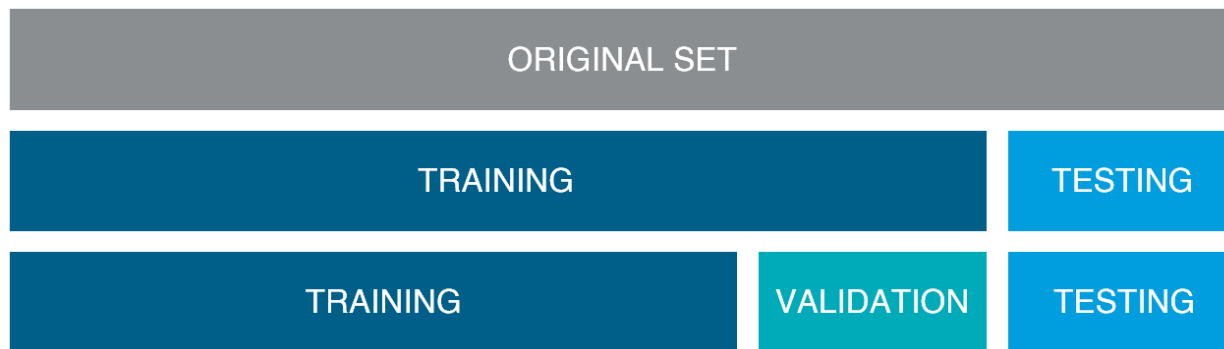 ORIGINAL SET
TRAINING TESTING
TRAINING VALIDATION TESTING